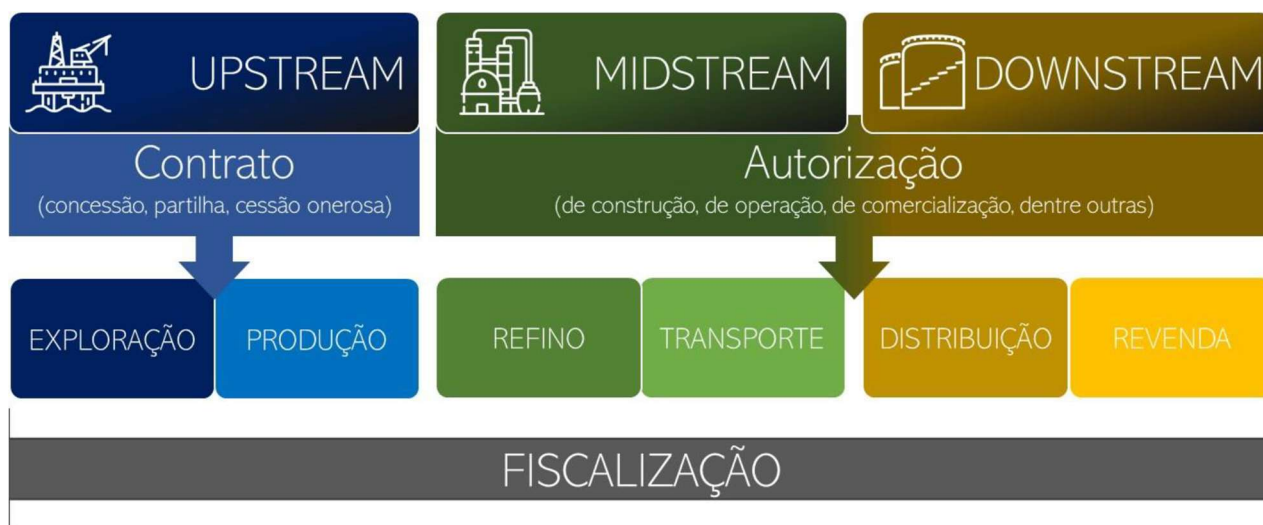 UPSTREAM
MIDSTREAM
DOWNSTREAM
Contrato
(concessão, partilha, cessão onerosa)
Autorização
(de construção, de operação, de comercialização, dentre outras)
EXPLORAÇÃO
PRODUÇÃO
REFINO
TRANSPORTE
DISTRIBUIÇÃO
REVENDA
FISCALIZAÇÃO